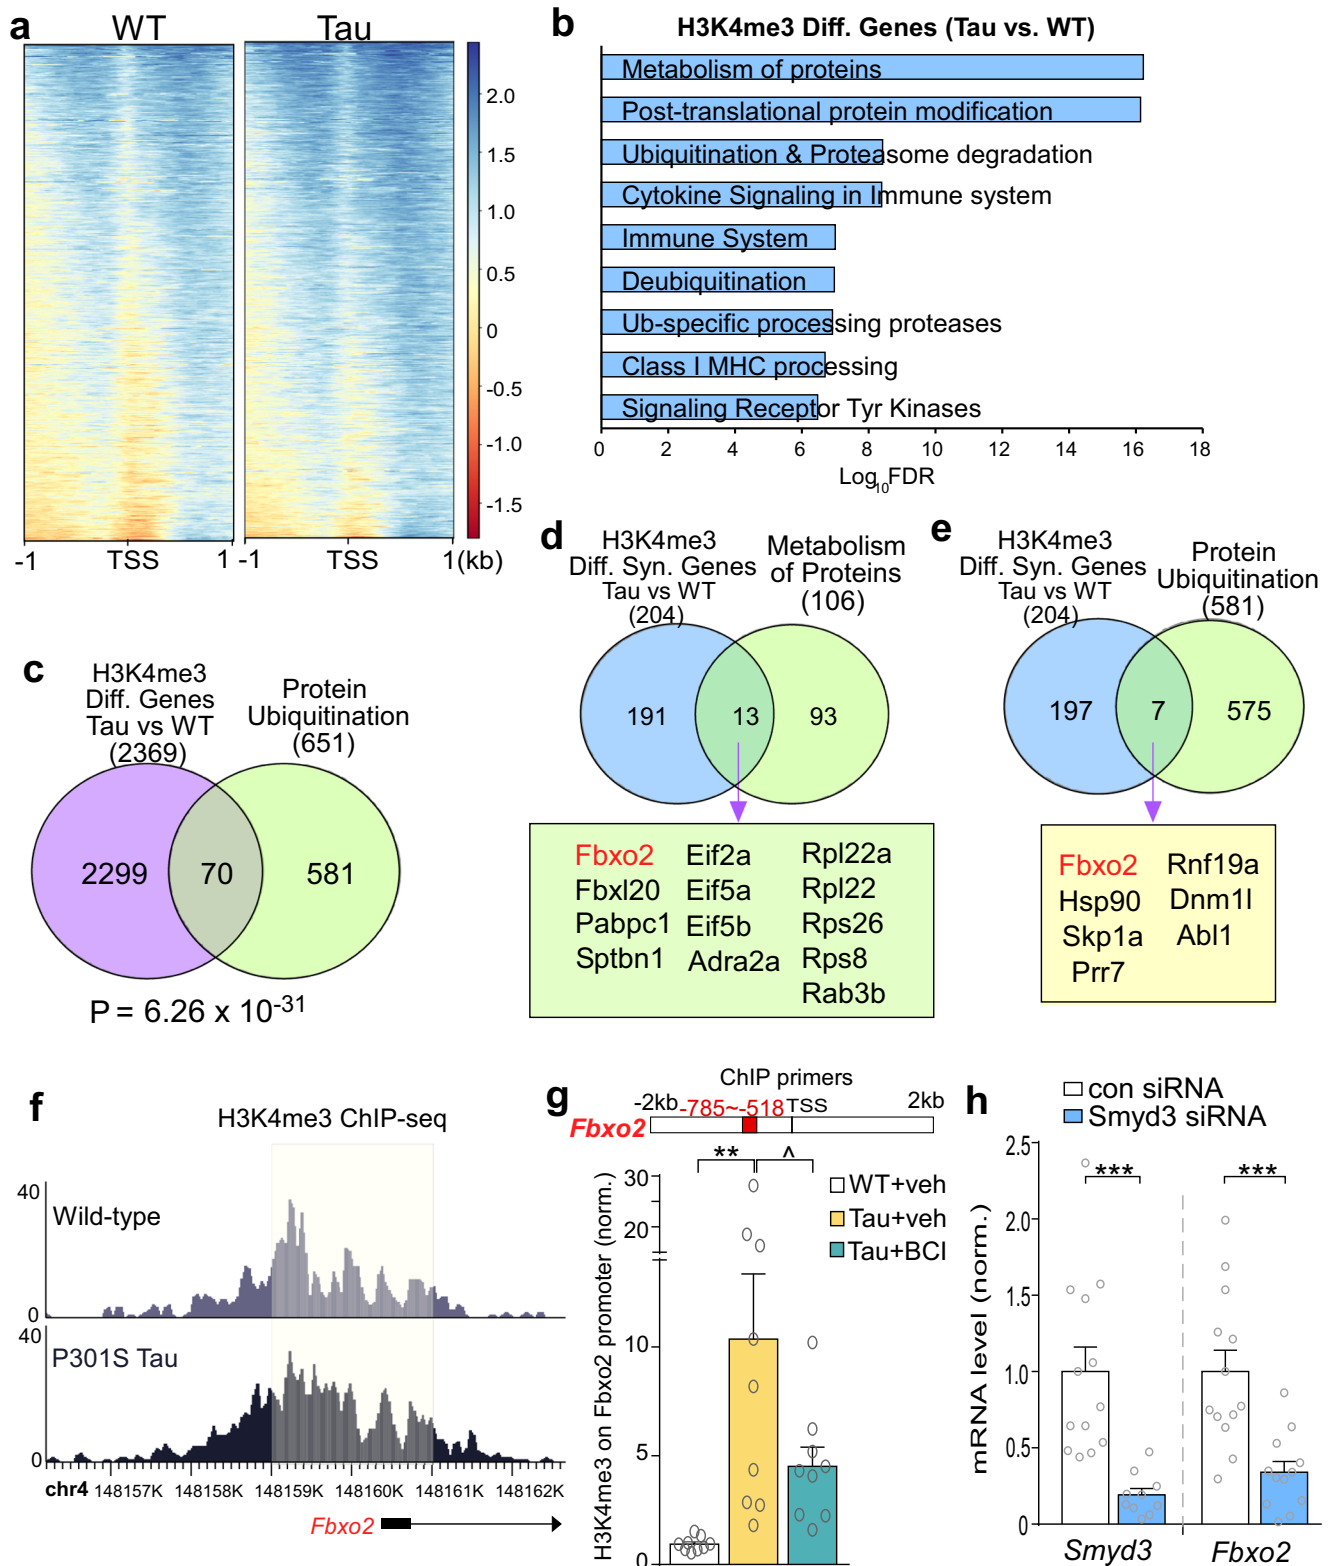 a
WT
Tau
2.0
1.5
1.0
0.5
0
-0.5
-1.0
-1.5
-1
TSS
1
-1
TSS
1(kb)
b
H3K4me3 Diff. Genes (Tau vs. WT)
Metabolism of proteins
Post-translational protein modification
Ubiquitination & Proteasome degradation
Cytokine Signaling in Immune system
Immune System
Deubiquitination
Ub-specific processing proteases
Class I MHC processing
Signaling Receptor Tyr Kinases
0 2 4 6 8 10 12 14 16 18
Log10FDR
c
H3K4me3
Diff. Genes
Tau vs WT
(2369)
Protein
Ubiquitination
(651)
2299
70
581
P = 6.26 x 10-31
d
H3K4me3
Diff. Syn. Genes
Tau vs WT
(204)
Metabolism
of Proteins
(106)
191
13
93
Fbxo2
Fbxl20
Pabpc1
Sptbn1
Eif2a
Eif5a
Eif5b
Adra2a
Rpl22a
Rpl22
Rps26
Rps8
Rab3b
e
H3K4me3
Diff. Syn. Genes
Tau vs WT
(204)
Protein
Ubiquitination
(581)
197
7
575
Fbxo2
Hsp90
Skp1a
Prr7
Rnf19a
Dnm1l
Abl1
f
H3K4me3 ChIP-seq
40
Wild-type
0
40
P301S Tau
0
chr4 148157K 148158K 148159K 148160K 148161K 148162K
Fbxo2
g
ChIP primers
-2kb
-785~-518
TSS
2kb
Fbxo2
**
^
WT+veh
Tau+veh
Tau+BCI
H3K4me3 on Fbxo2 promoter (norm.)
30
20
10
5
0
h
con siRNA
Smyd3 siRNA
mRNA level (norm.)
2.5
2.0
1.5
1.0
0.5
0
***
***
Smyd3
Fbxo2